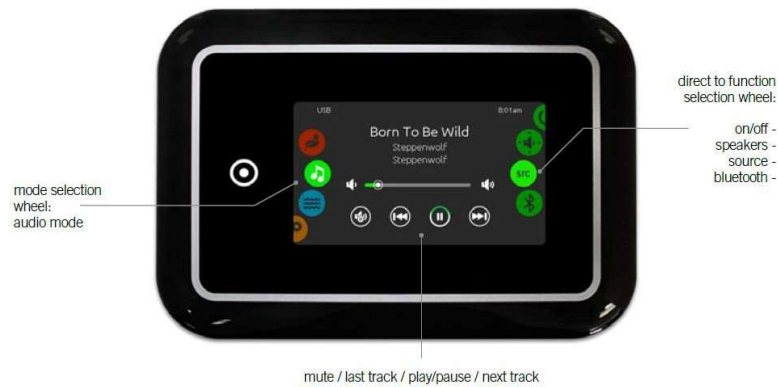 direct to function
selection wheel:
on/off -
speakers -
source -
bluetooth -
USB
8:01am
Born To Be Wild
Steppenwolf
Steppenwolf
src
mode selection
wheel:
audio mode
mute / last track / play/pause / next track